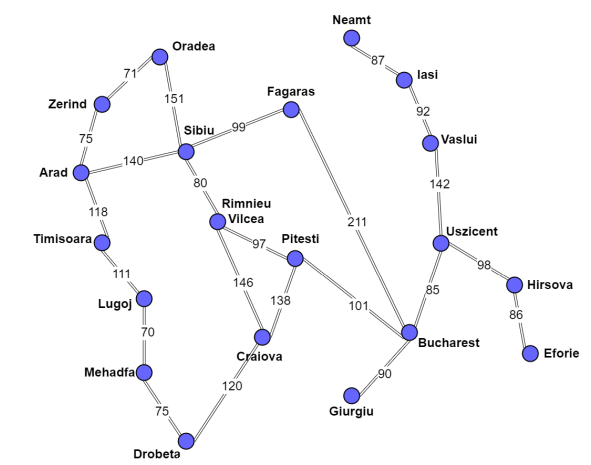 Neamt
Oradea
87
71
Iasi
Zerind
151
Fagaras
92
99
Sibiu
75
Vaslui
140
Arad
80
142
118
Rimnieu
Vilcea
211
Uszicent
Timisoara
97
Pitesti
98
111
146
Hirsova
85
Lugoj
138
101
86
70
Bucharest
Craiova
Eforie
Mehadfa
90
120
75
Giurgiu
Drobeta